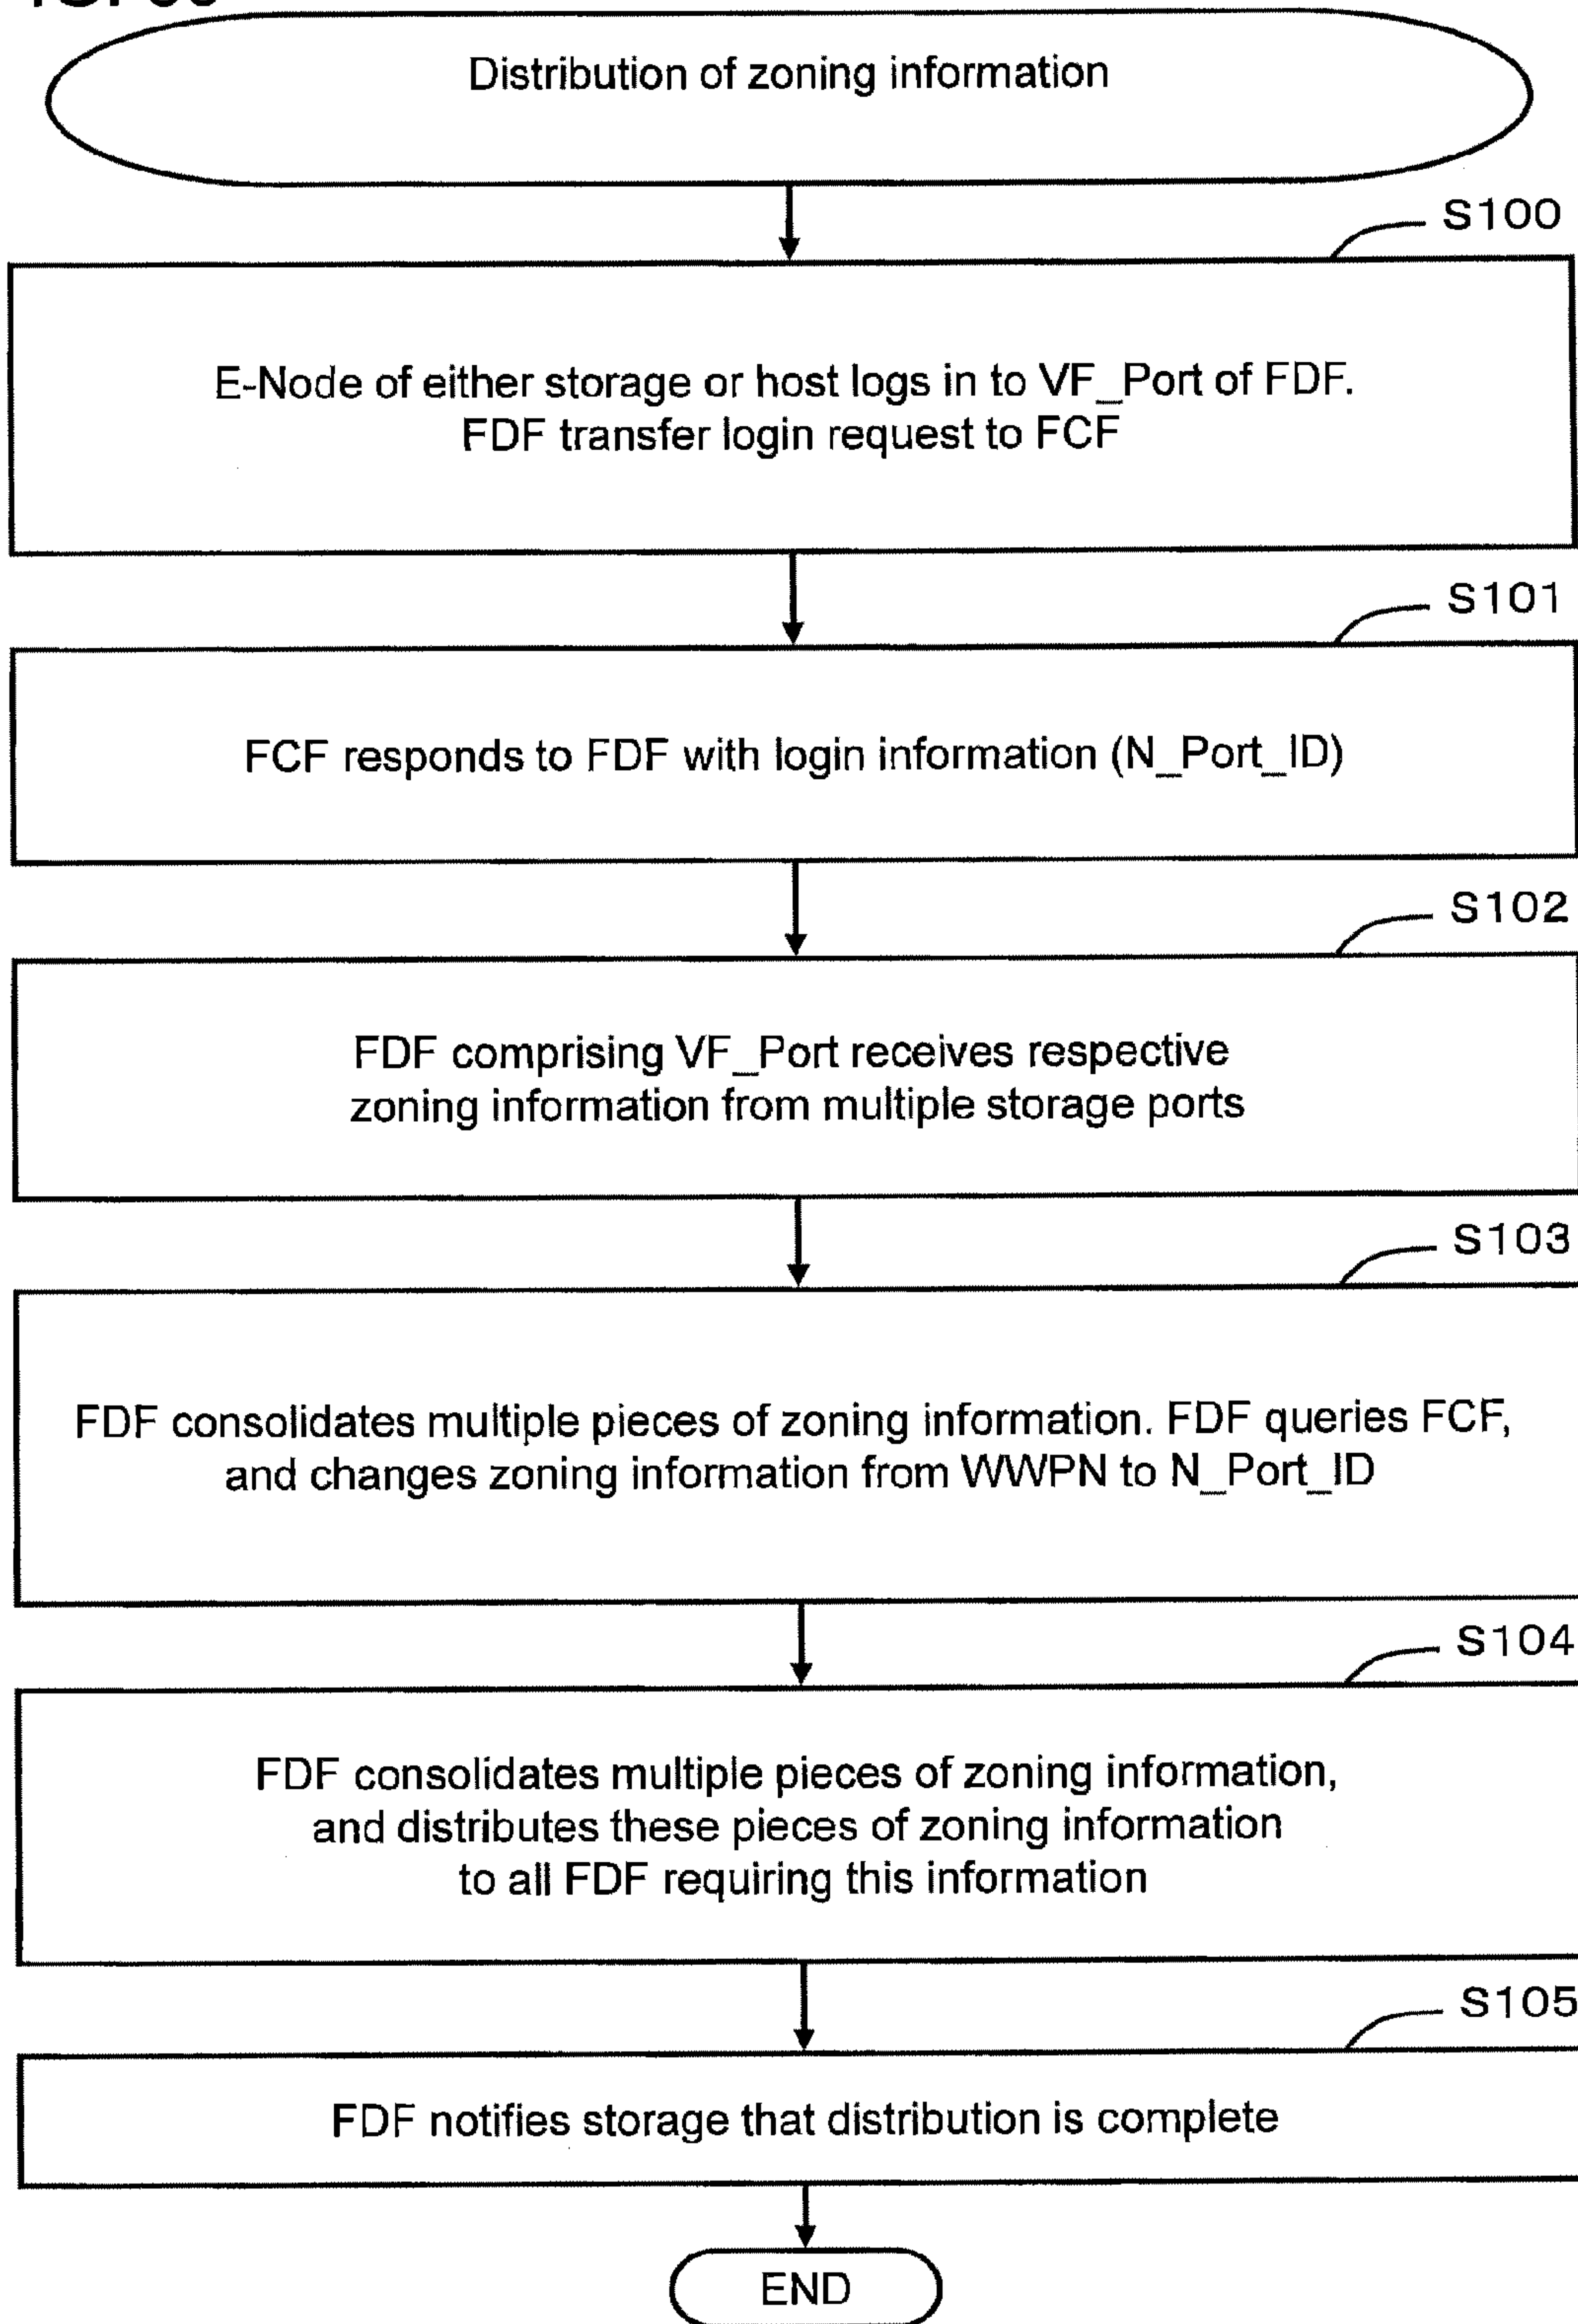 Distribution of zoning information
S100
E-Node of either storage or host logs in to VF_Port of FDF.
FDF transfer login request to FCF
S101
FCF responds to FDF with login information (N_Port_ID)
S102
FDF comprising VF_Port receives respective
zoning information from multiple storage ports
S103
FDF consolidates multiple pieces of zoning information. FDF queries FCF,
and changes zoning information from WWPN to N_Port_ID
S104
FDF consolidates multiple pieces of zoning information,
and distributes these pieces of zoning information
to all FDF requiring this information
S105
FDF notifies storage that distribution is complete
END